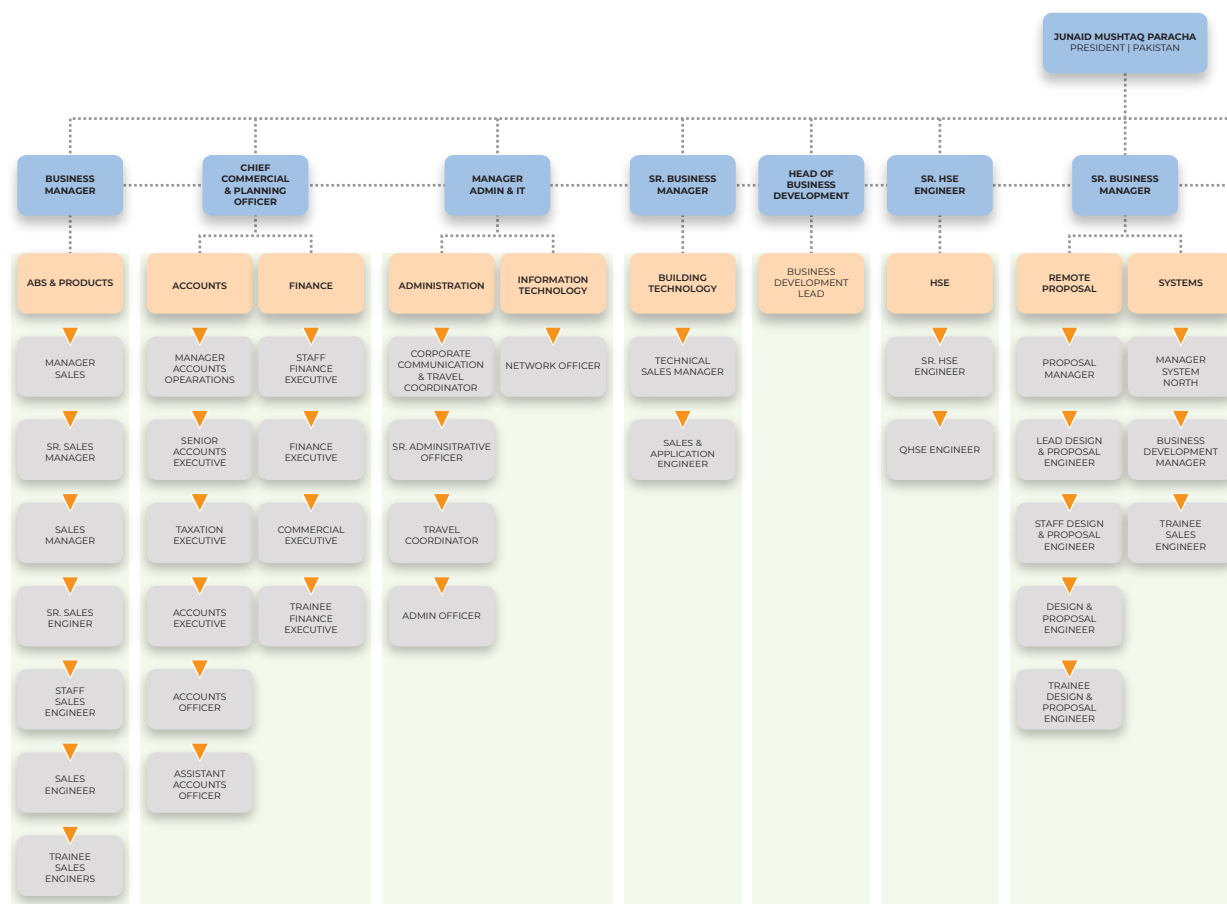 JUNAID MUSHTAQ PARACHA
PRESIDENT | PAKISTAN
BUSINESS
MANAGER
CHIEF
COMMERCIAL
& PLANNING
OFFICER
MANAGER
ADMIN & IT
SR. BUSINESS
MANAGER
HEAD OF
BUSINESS
DEVELOPMENT
SR. HSE
ENGINEER
SR. BUSINESS
MANAGER
ABS & PRODUCTS
ACCOUNTS
FINANCE
ADMINISTRATION
INFORMATION
TECHNOLOGY
BUILDING
TECHNOLOGY
BUSINESS
DEVELOPMENT
LEAD
HSE
REMOTE
PROPOSAL
SYSTEMS
MANAGER
SALES
MANAGER
ACCOUNTS
OPEARATIONS
STAFF
FINANCE
EXECUTIVE
CORPORATE
COMMUNICATION
& TRAVEL
COORDINATOR
NETWORK OFFICER
TECHNICAL
SALES MANAGER
SR. HSE
ENGINEER
PROPOSAL
MANAGER
MANAGER
SYSTEM
NORTH
SR. SALES
MANAGER
SENIOR
ACCOUNTS
EXECUTIVE
FINANCE
EXECUTIVE
SR. ADMINSITRATIVE
OFFICER
SALES &
APPLICATION
ENGINEER
QHSE ENGINEER
LEAD DESIGN
& PROPOSAL
ENGINEER
BUSINESS
DEVELOPMENT
MANAGER
SALES
MANAGER
TAXATION
EXECUTIVE
COMMERCIAL
EXECUTIVE
TRAVEL
COORDINATOR
STAFF DESIGN
& PROPOSAL
ENGINEER
TRAINEE
SALES
ENGINEER
SR. SALES
ENGINER
ACCOUNTS
EXECUTIVE
TRAINEE
FINANCE
EXECUTIVE
ADMIN OFFICER
DESIGN &
PROPOSAL
ENGINEER
STAFF
SALES
ENGINEER
ACCOUNTS
OFFICER
TRAINEE
DESIGN &
PROPOSAL
ENGINEER
SALES
ENGINEER
ASSISTANT
ACCOUNTS
OFFICER
TRAINEE
SALES
ENGINERS